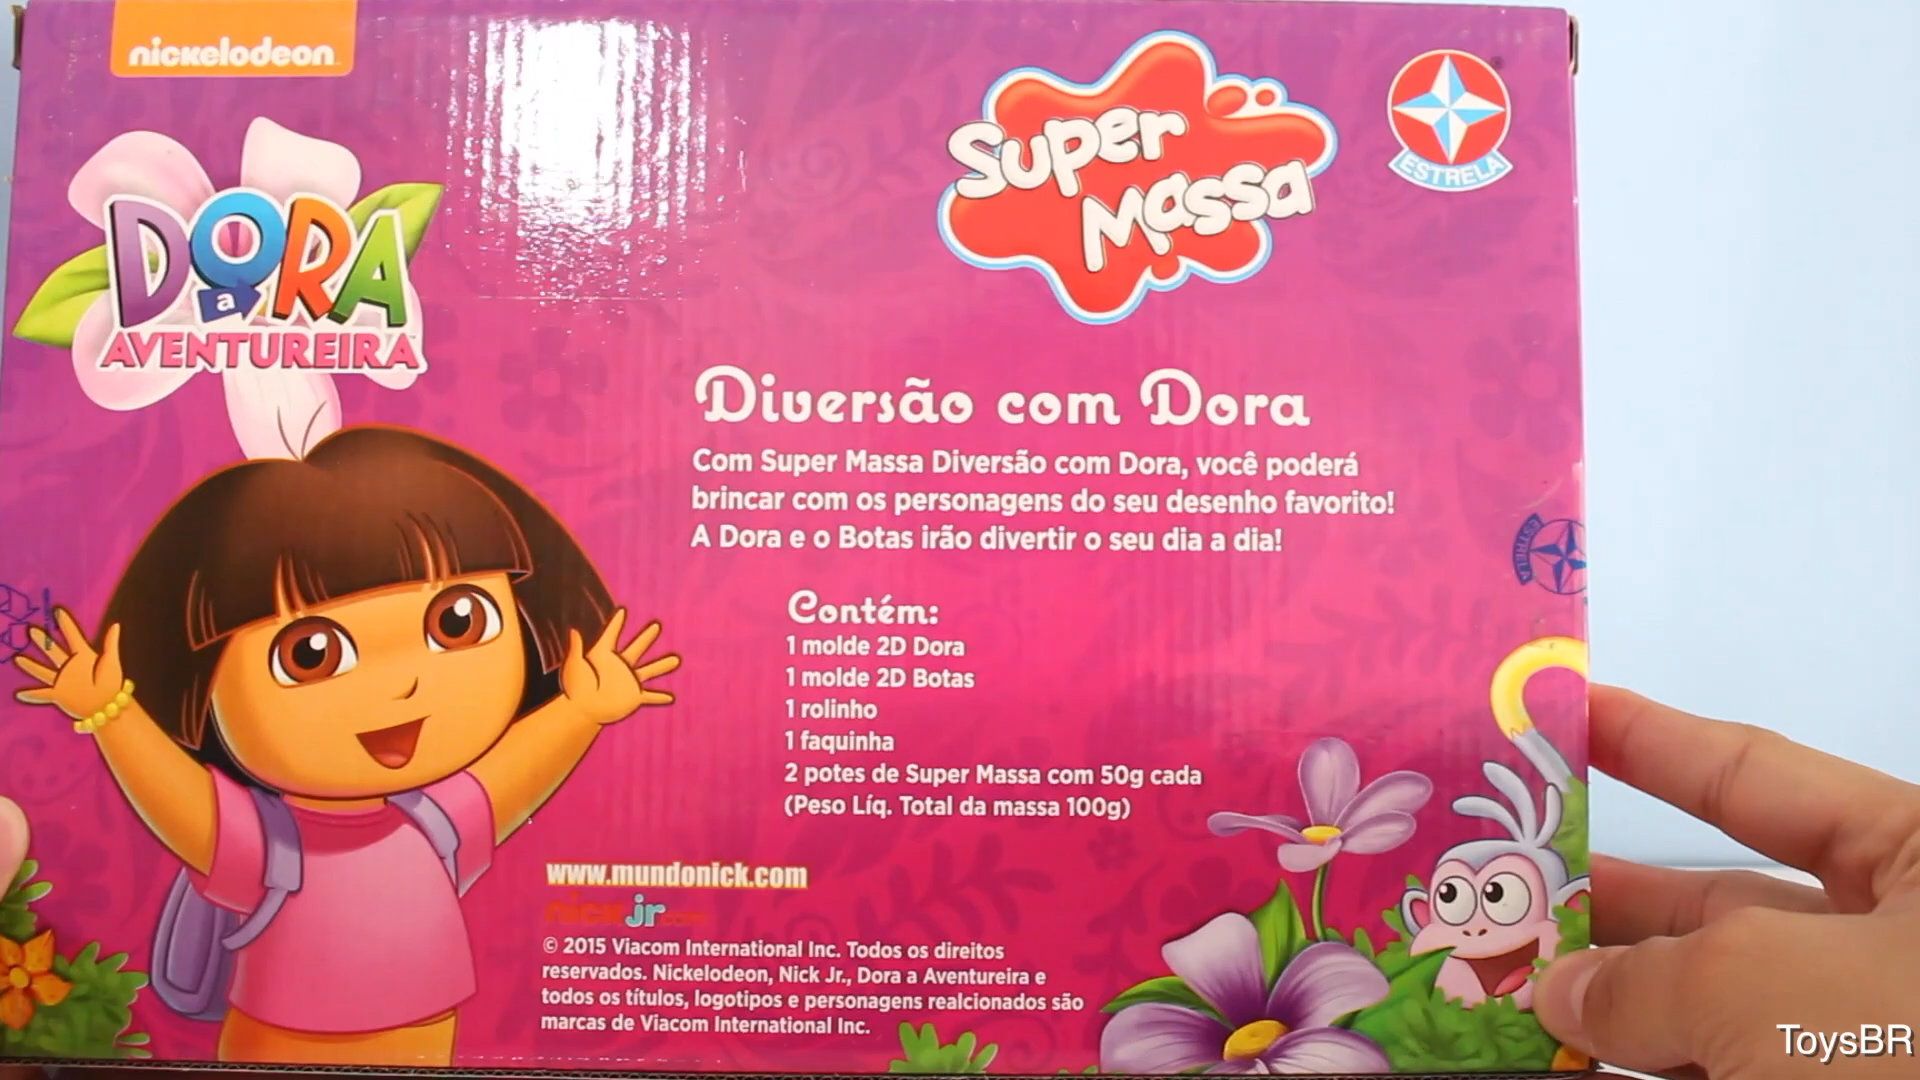 nickelodeon
Super
Massa
ESTRELA
DORA
a
AVENTUREIRA
Diversão com Dora
Com Super Massa Diversão com Dora, você poderá
brincar com os personagens do seu desenho favorito!
A Dora e o Botas irão divertir o seu dia a dia!
ESTRELA
Contém:
1 molde 2D Dora
1 molde 2D Botas
1 rolinho
1 faquinha
2 potes de Super Massa com 50g cada
(Peso Líq. Total da massa 100g)
www.mundonick.com
nick jr.com
© 2015 Viacom International Inc. Todos os direitos
reservados. Nickelodeon, Nick Jr., Dora a Aventureira e
todos os títulos, logotipos e personagens realcionados são
marcas de Viacom International Inc.
ToysBR